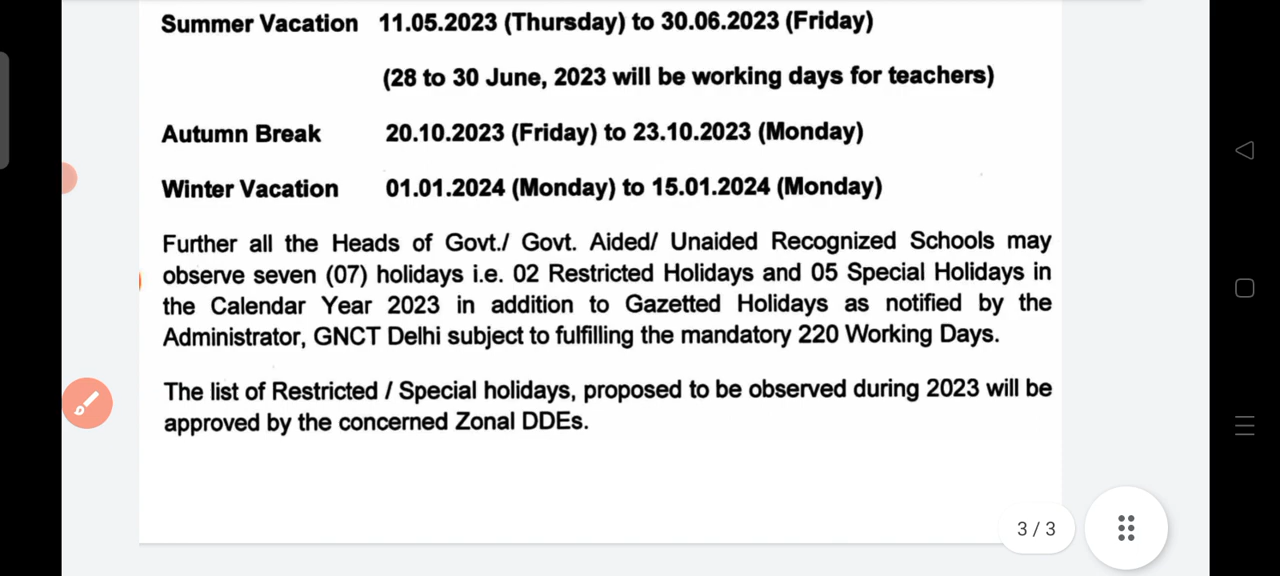 Summer Vacation 11.05.2023 (Thursday) to 30.06.2023 (Friday)
(28 to 30 June, 2023 will be working days for teachers)
Autumn Break 20.10.2023 (Friday) to 23.10.2023 (Monday)
Winter Vacation 01.01.2024 (Monday) to 15.01.2024 (Monday)
Further all the Heads of Govt./ Govt. Aided/ Unaided Recognized Schools may
observe seven (07) holidays i.e. 02 Restricted Holidays and 05 Special Holidays in
the Calendar Year 2023 in addition to Gazetted Holidays as notified by the
Administrator, GNCT Delhi subject to fulfilling the mandatory 220 Working Days.
The list of Restricted / Special holidays, proposed to be observed during 2023 will be
approved by the concerned Zonal DDEs.
3 / 3